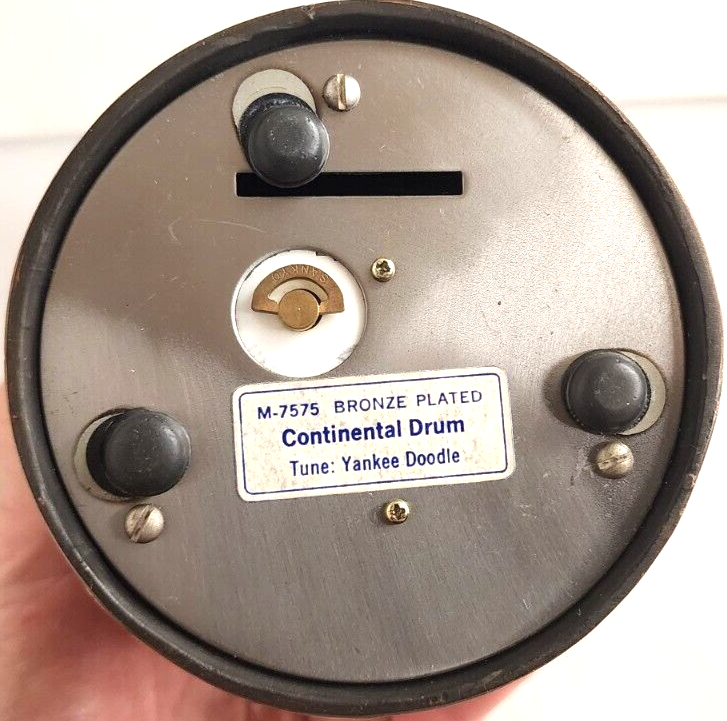 SANKYO
M-7575 BRONZE PLATED
Continental Drum
Tune: Yankee Doodle